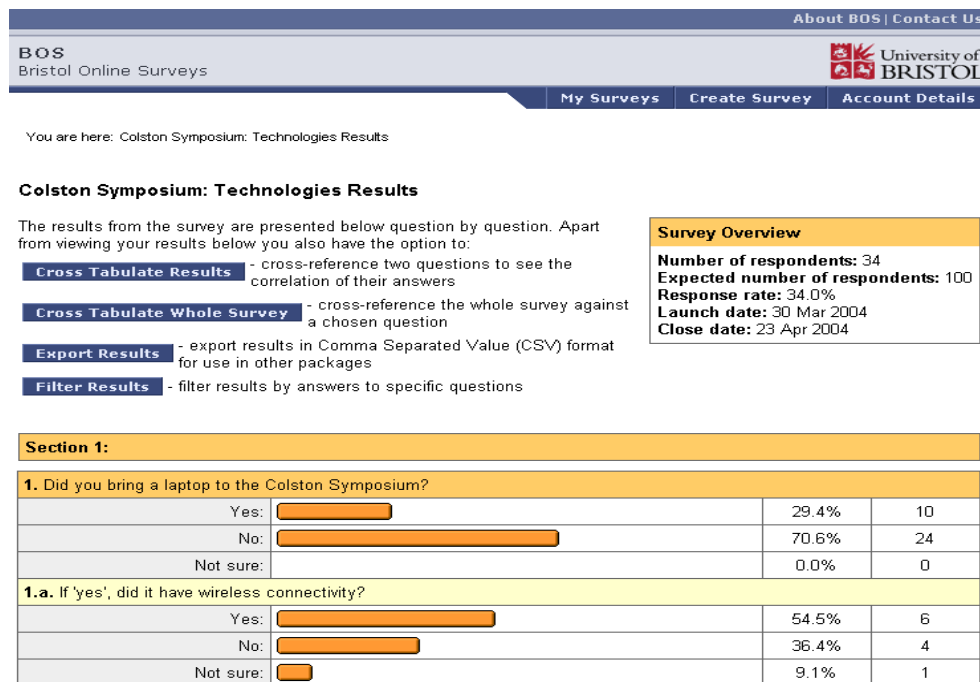 About BOS | Contact Us
BOS
Bristol Online Surveys
University of
BRISTOL
My Surveys Create Survey Account Details
You are here: Colston Symposium: Technologies Results
Colston Symposium: Technologies Results
The results from the survey are presented below question by question. Apart
from viewing your results below you also have the option to:
Cross Tabulate Results - cross-reference two questions to see the
correlation of their answers
Cross Tabulate Whole Survey - cross-reference the whole survey against
a chosen question
Export Results - export results in Comma Separated Value (CSV) format
for use in other packages
Filter Results - filter results by answers to specific questions
Survey Overview
Number of respondents: 34
Expected number of respondents: 100
Response rate: 34.0%
Launch date: 30 Mar 2004
Close date: 23 Apr 2004
Section 1:
1. Did you bring a laptop to the Colston Symposium?
Yes: 29.4% 10
No: 70.6% 24
Not sure: 0.0% 0
1.a. If 'yes', did it have wireless connectivity?
Yes: 54.5% 6
No: 36.4% 4
Not sure: 9.1% 1